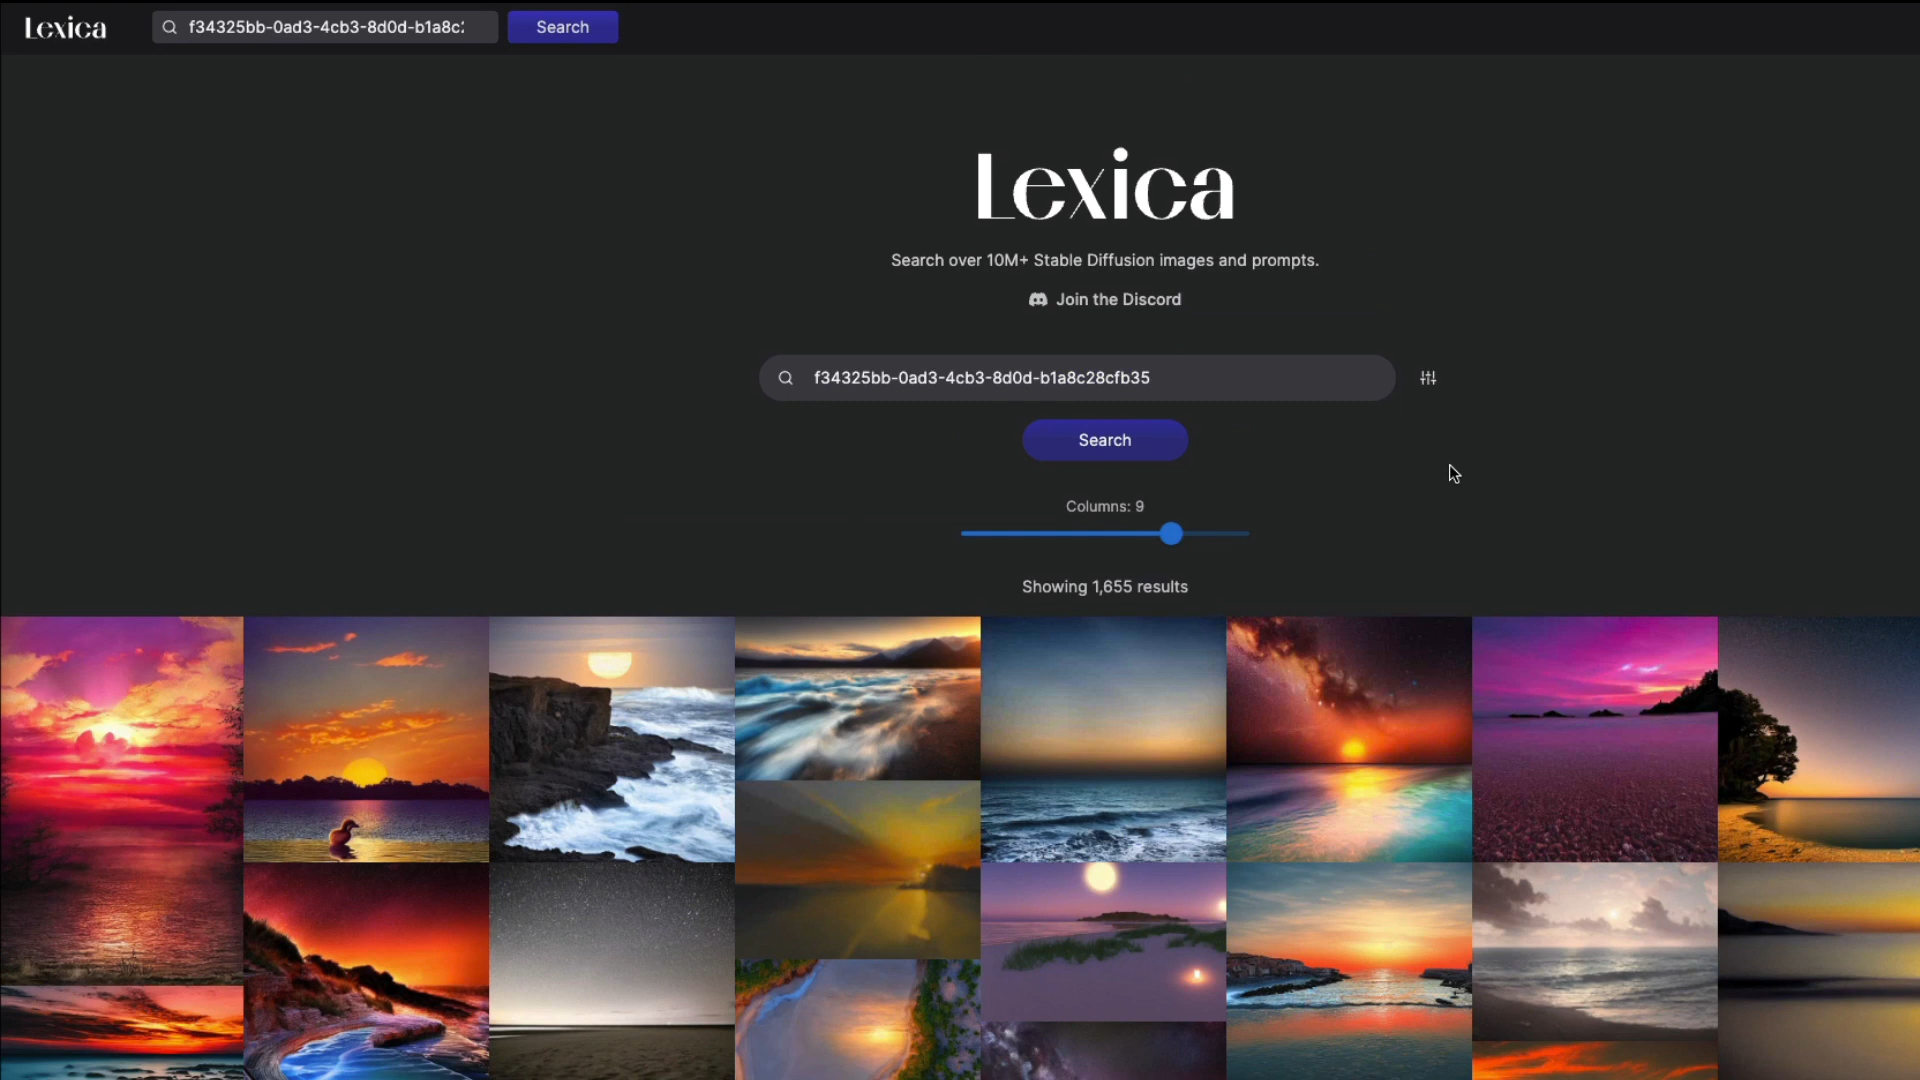 Lexica
f34325bb-0ad3-4cb3-8d0d-b1a8c2
Search
Lexica
Search over 10M+ Stable Diffusion images and prompts.
Join the Discord
f34325bb-0ad3-4cb3-8d0d-b1a8c28cfb35
Search
Columns: 9
Showing 1,655 results